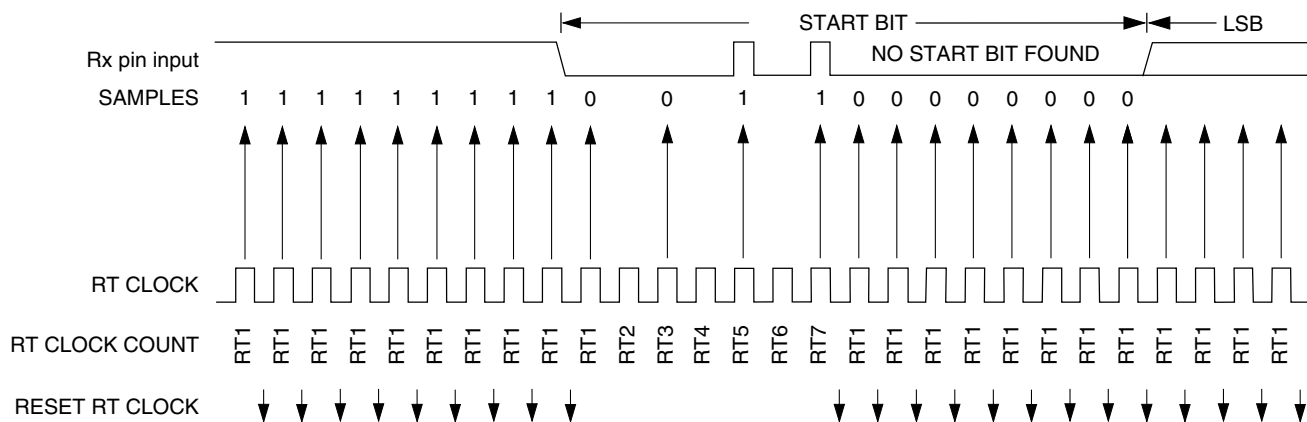 START BIT LSB
Rx pin input NO START BIT FOUND
SAMPLES 1 1 1 1 1 1 1 1 1 0 0 1 1 0 0 0 0 0 0 0 0
RT CLOCK
RT CLOCK COUNT RT1 RT1 RT1 RT1 RT1 RT1 RT1 RT1 RT1 RT1 RT2 RT3 RT4 RT5 RT6 RT7 RT1 RT1 RT1 RT1 RT1 RT1 RT1 RT1 RT1 RT1 RT1 RT1
RESET RT CLOCK